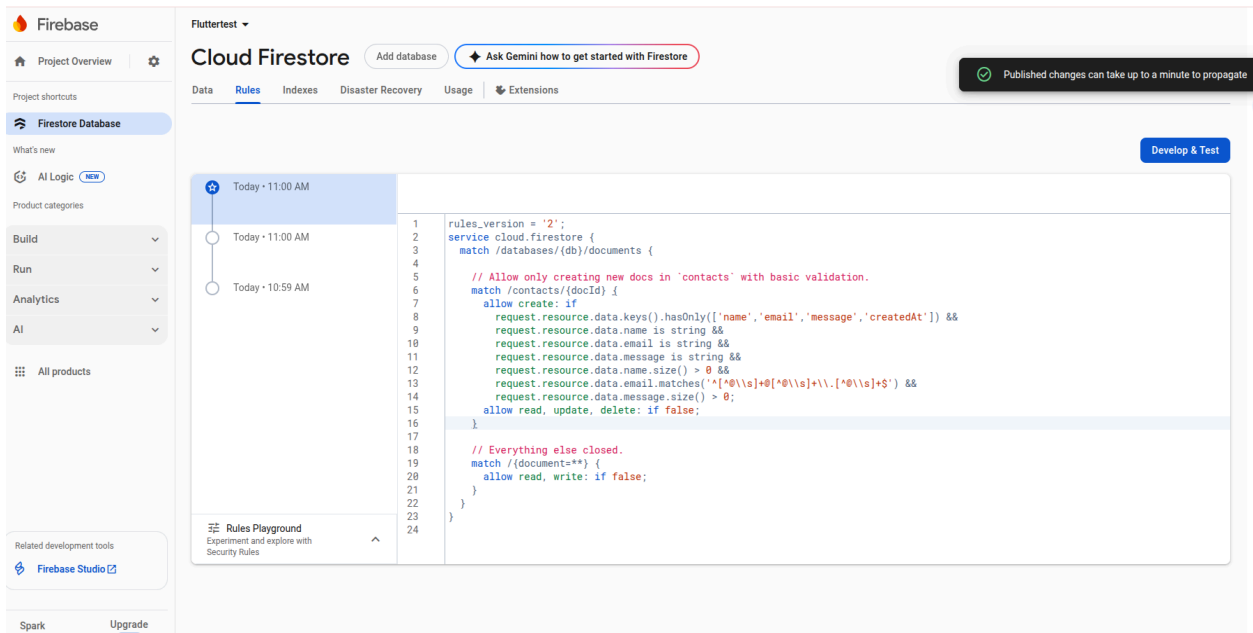 Firebase
Project Overview
Project shortcuts
Firestore Database
What's new
AI Logic NEW
Product categories
Build
Run
Analytics
AI
All products
Related development tools
Firebase Studio
Spark
Upgrade
Fluttertest
Cloud Firestore
Add database
Ask Gemini how to get started with Firestore
Published changes can take up to a minute to propagate
Data Rules Indexes Disaster Recovery Usage Extensions
Develop & Test
Today • 11:00 AM
Today • 11:00 AM
Today • 10:59 AM
Rules Playground
Experiment and explore with
Security Rules
1 rules_version = '2';
2 service cloud.firestore {
3 match /databases/{db}/documents {
4
5 // Allow only creating new docs in `contacts` with basic validation.
6 match /contacts/{docId} {
7 allow create: if
8 request.resource.data.keys().hasOnly(['name','email','message','createdAt']) &&
9 request.resource.data.name is string &&
10 request.resource.data.email is string &&
11 request.resource.data.message is string &&
12 request.resource.data.name.size() > 0 &&
13 request.resource.data.email.matches('^[^@\\s]+@[^@\\s]+\\.[^@\\s]+$') &&
14 request.resource.data.message.size() > 0;
15 allow read, update, delete: if false;
16 }
17
18 // Everything else closed.
19 match /{document=**} {
20 allow read, write: if false;
21 }
22 }
23 }
24